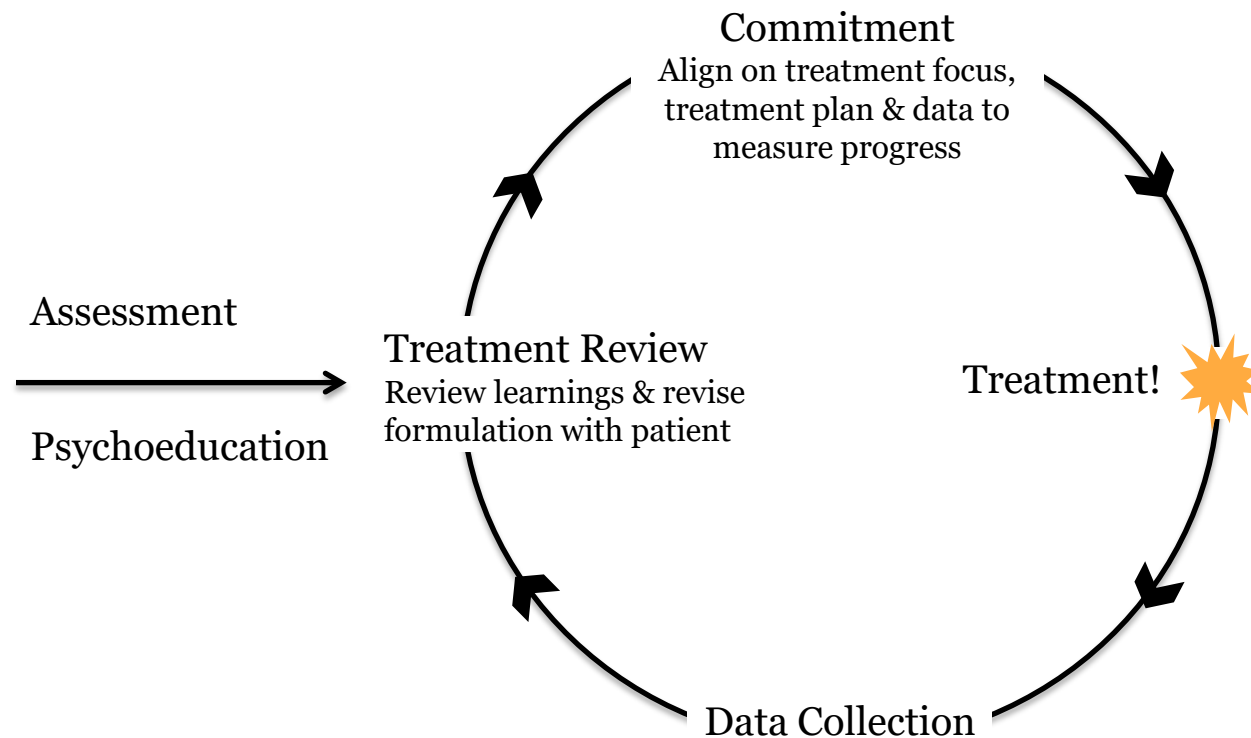 Commitment
Align on treatment focus,
treatment plan & data to
measure progress
Assessment
Psychoeducation
Treatment Review
Review learnings & revise
formulation with patient
Treatment!
Data Collection